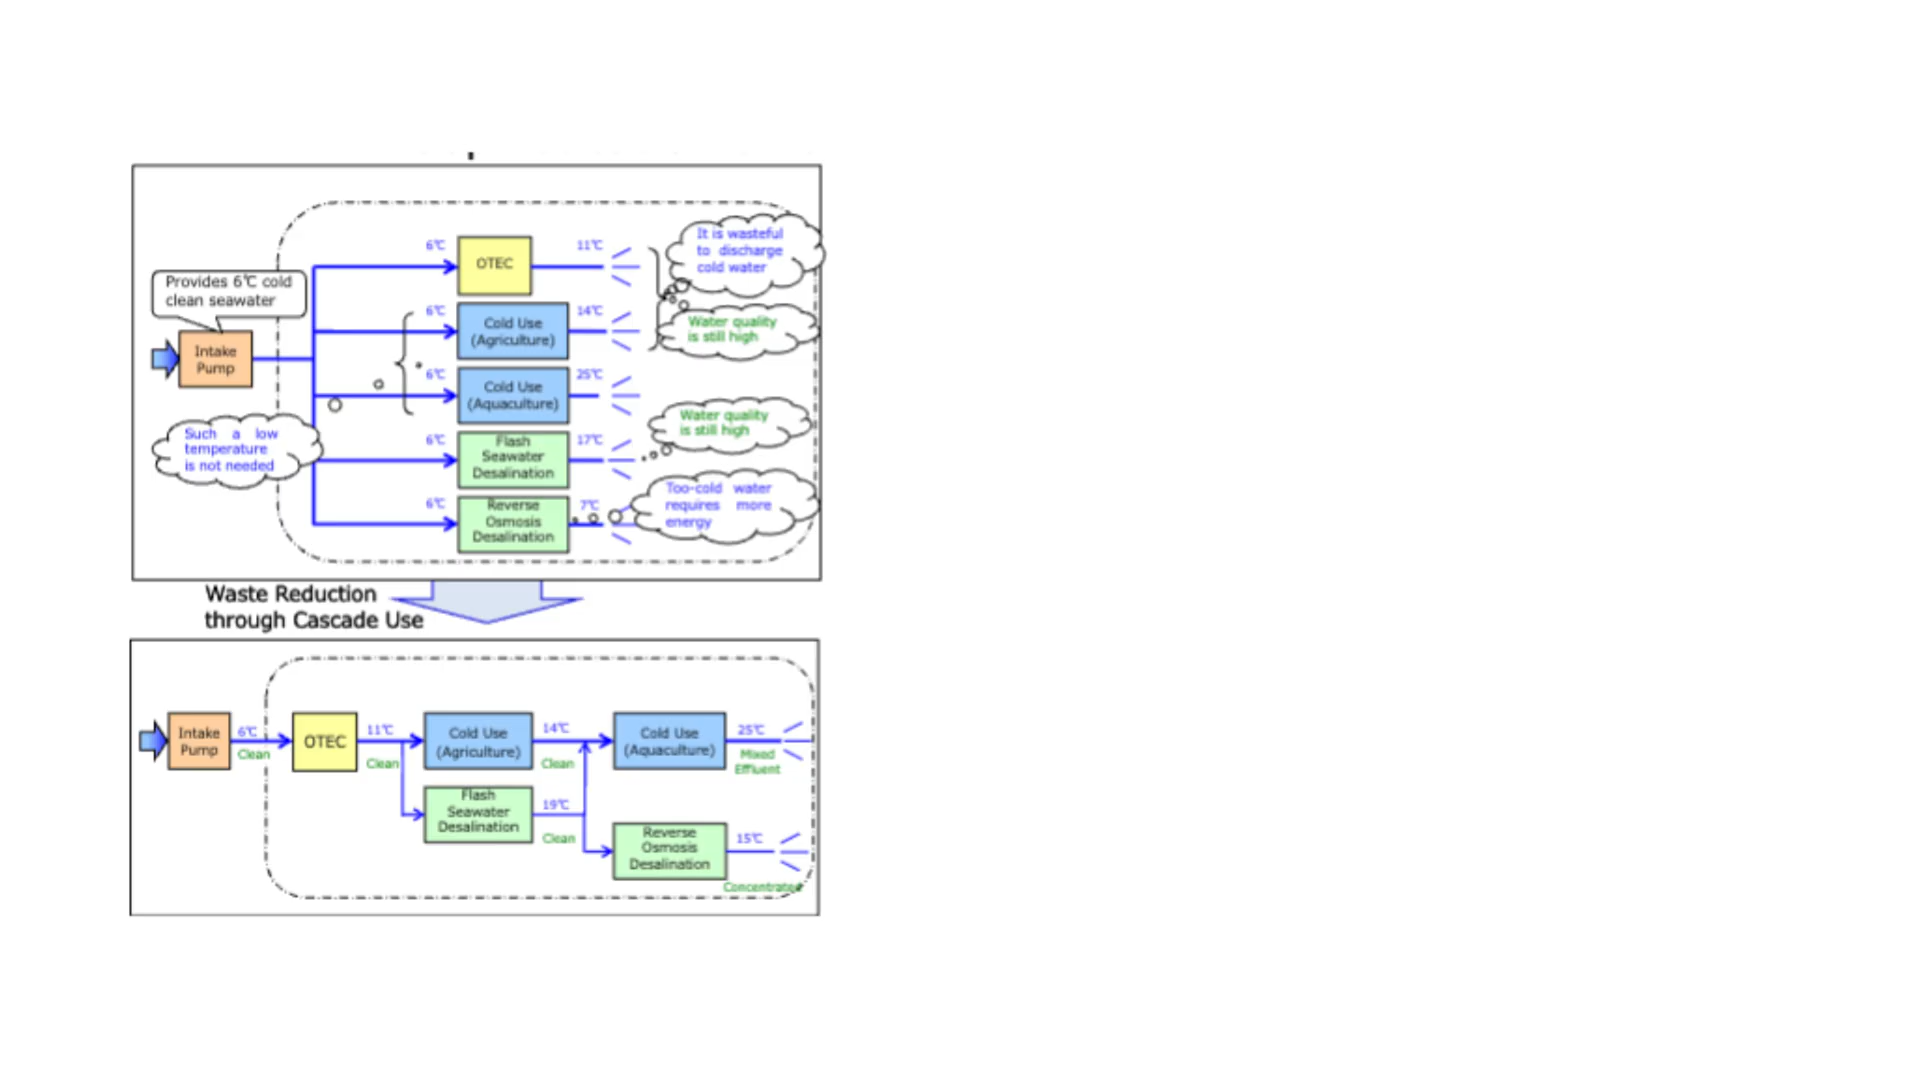 It is wasteful
to discharge
cold water
6℃
OTEC
11℃
Provides 6℃ cold
clean seawater
6℃
Cold Use
(Agriculture)
14℃
Water quality
is still high
Intake
Pump
6℃
Cold Use
(Aquaculture)
25℃
Water quality
is still high
Such a low
temperature
is not needed
6℃
Flash
Seawater
Desalination
17℃
Too-cold water
requires more
energy
6℃
Reverse
Osmosis
Desalination
7℃
Waste Reduction
through Cascade Use
Intake
Pump
6℃
Clean
OTEC
11℃
Clean
Cold Use
(Agriculture)
14℃
Clean
Cold Use
(Aquaculture)
25℃
Mixed
Effluent
Flash
Seawater
Desalination
19℃
Clean
Reverse
Osmosis
Desalination
15℃
Concentrated